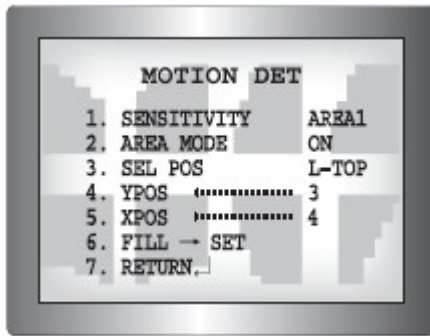 MOTION DET
1. SENSITIVITY AREA1
2. AREA MODE ON
3. SEL POS L-TOP
4. YPOS 3
5. XPOS 4
6. FILL → SET
7. RETURN ↵